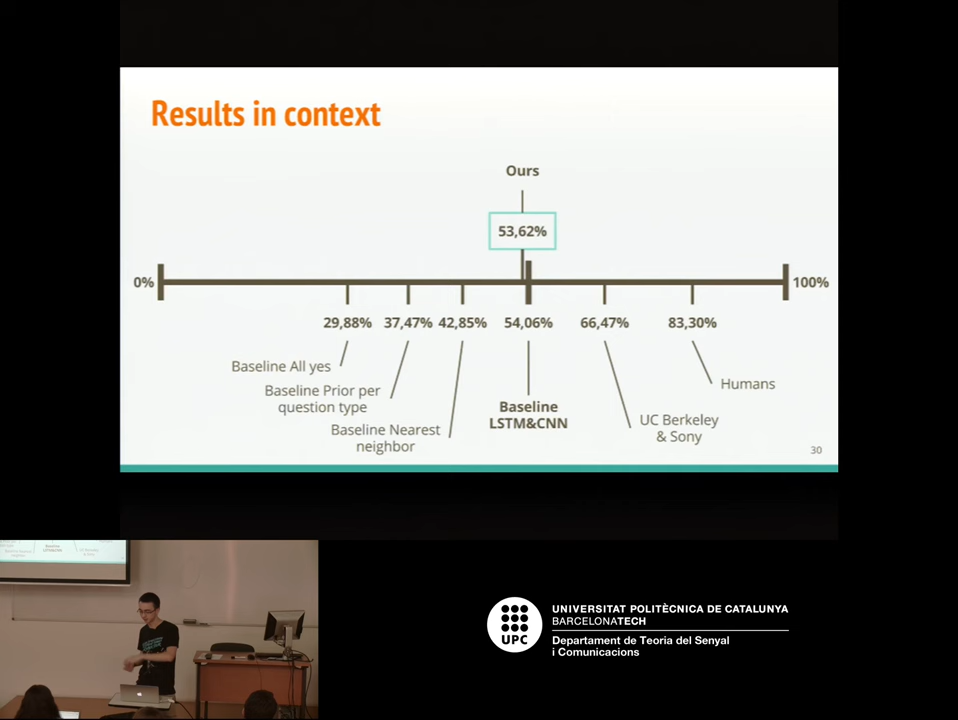 Results in context
Ours
53,62%
0%
100%
29,88%
37,47%
42,85%
54,06%
66,47%
83,30%
Baseline All yes
Baseline Prior per
question type
Baseline Nearest
neighbor
Baseline
LSTM&CNN
UC Berkeley
& Sony
Humans
30
UPC
UNIVERSITAT POLITÈCNICA DE CATALUNYA
BARCELONATECH
Departament de Teoria del Senyal
i Comunicacions